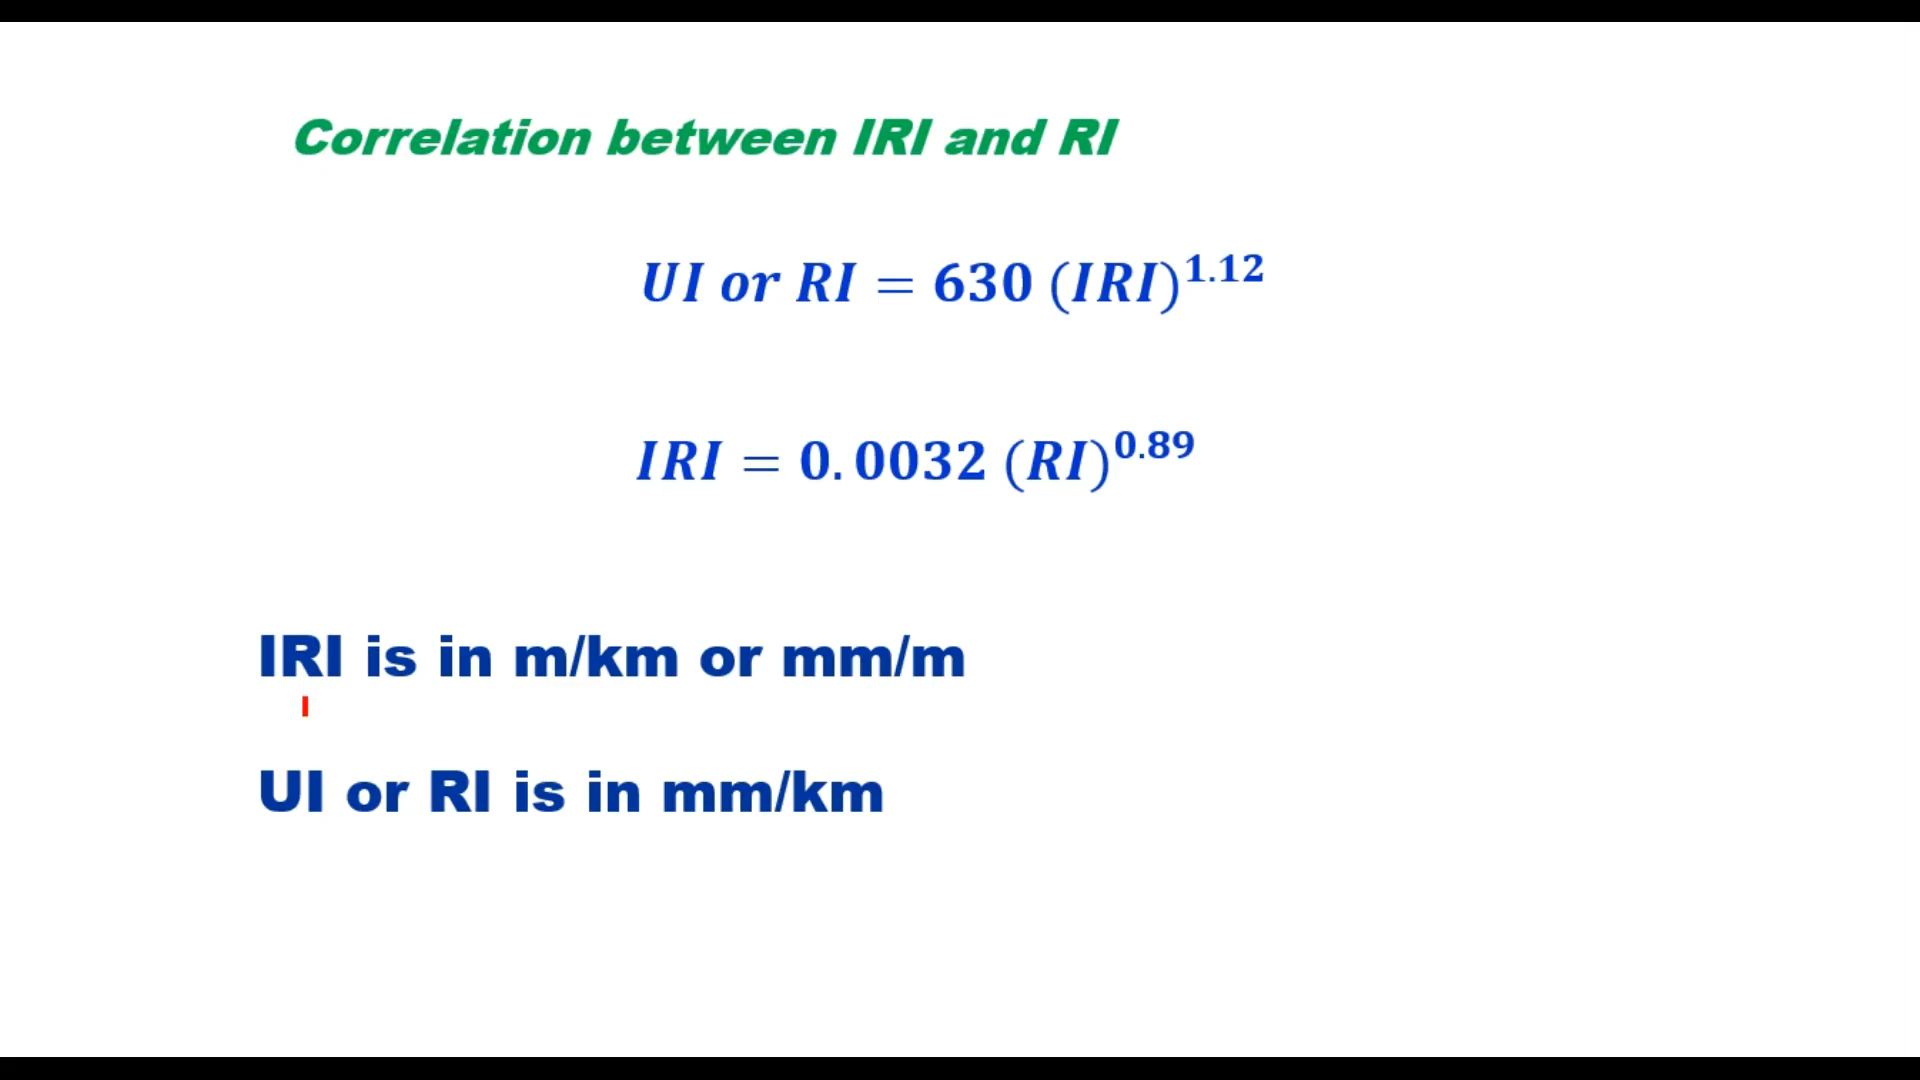 Correlation between IRI and RI
UI or RI = 630 (IRI)^1.12
IRI = 0.0032 (RI)^0.89
IRI is in m/km or mm/m
UI or RI is in mm/km